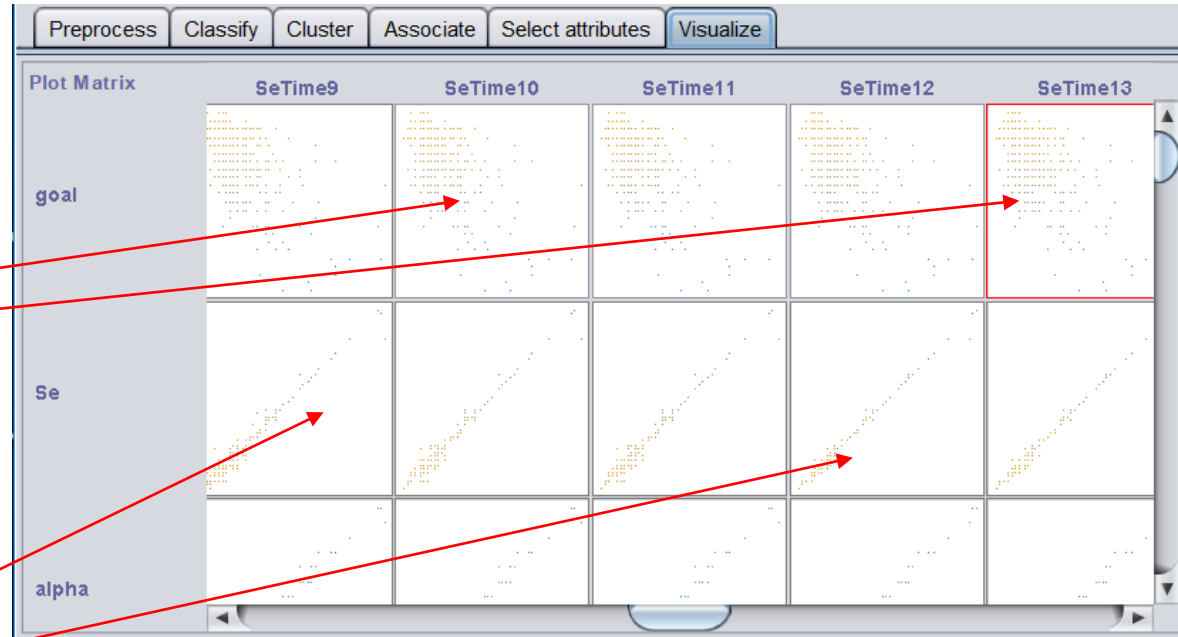 Preprocess Classify Cluster Associate Select attributes Visualize
Plot Matrix SeTime9 SeTime10 SeTime11 SeTime12 SeTime13
goal
Se
alpha